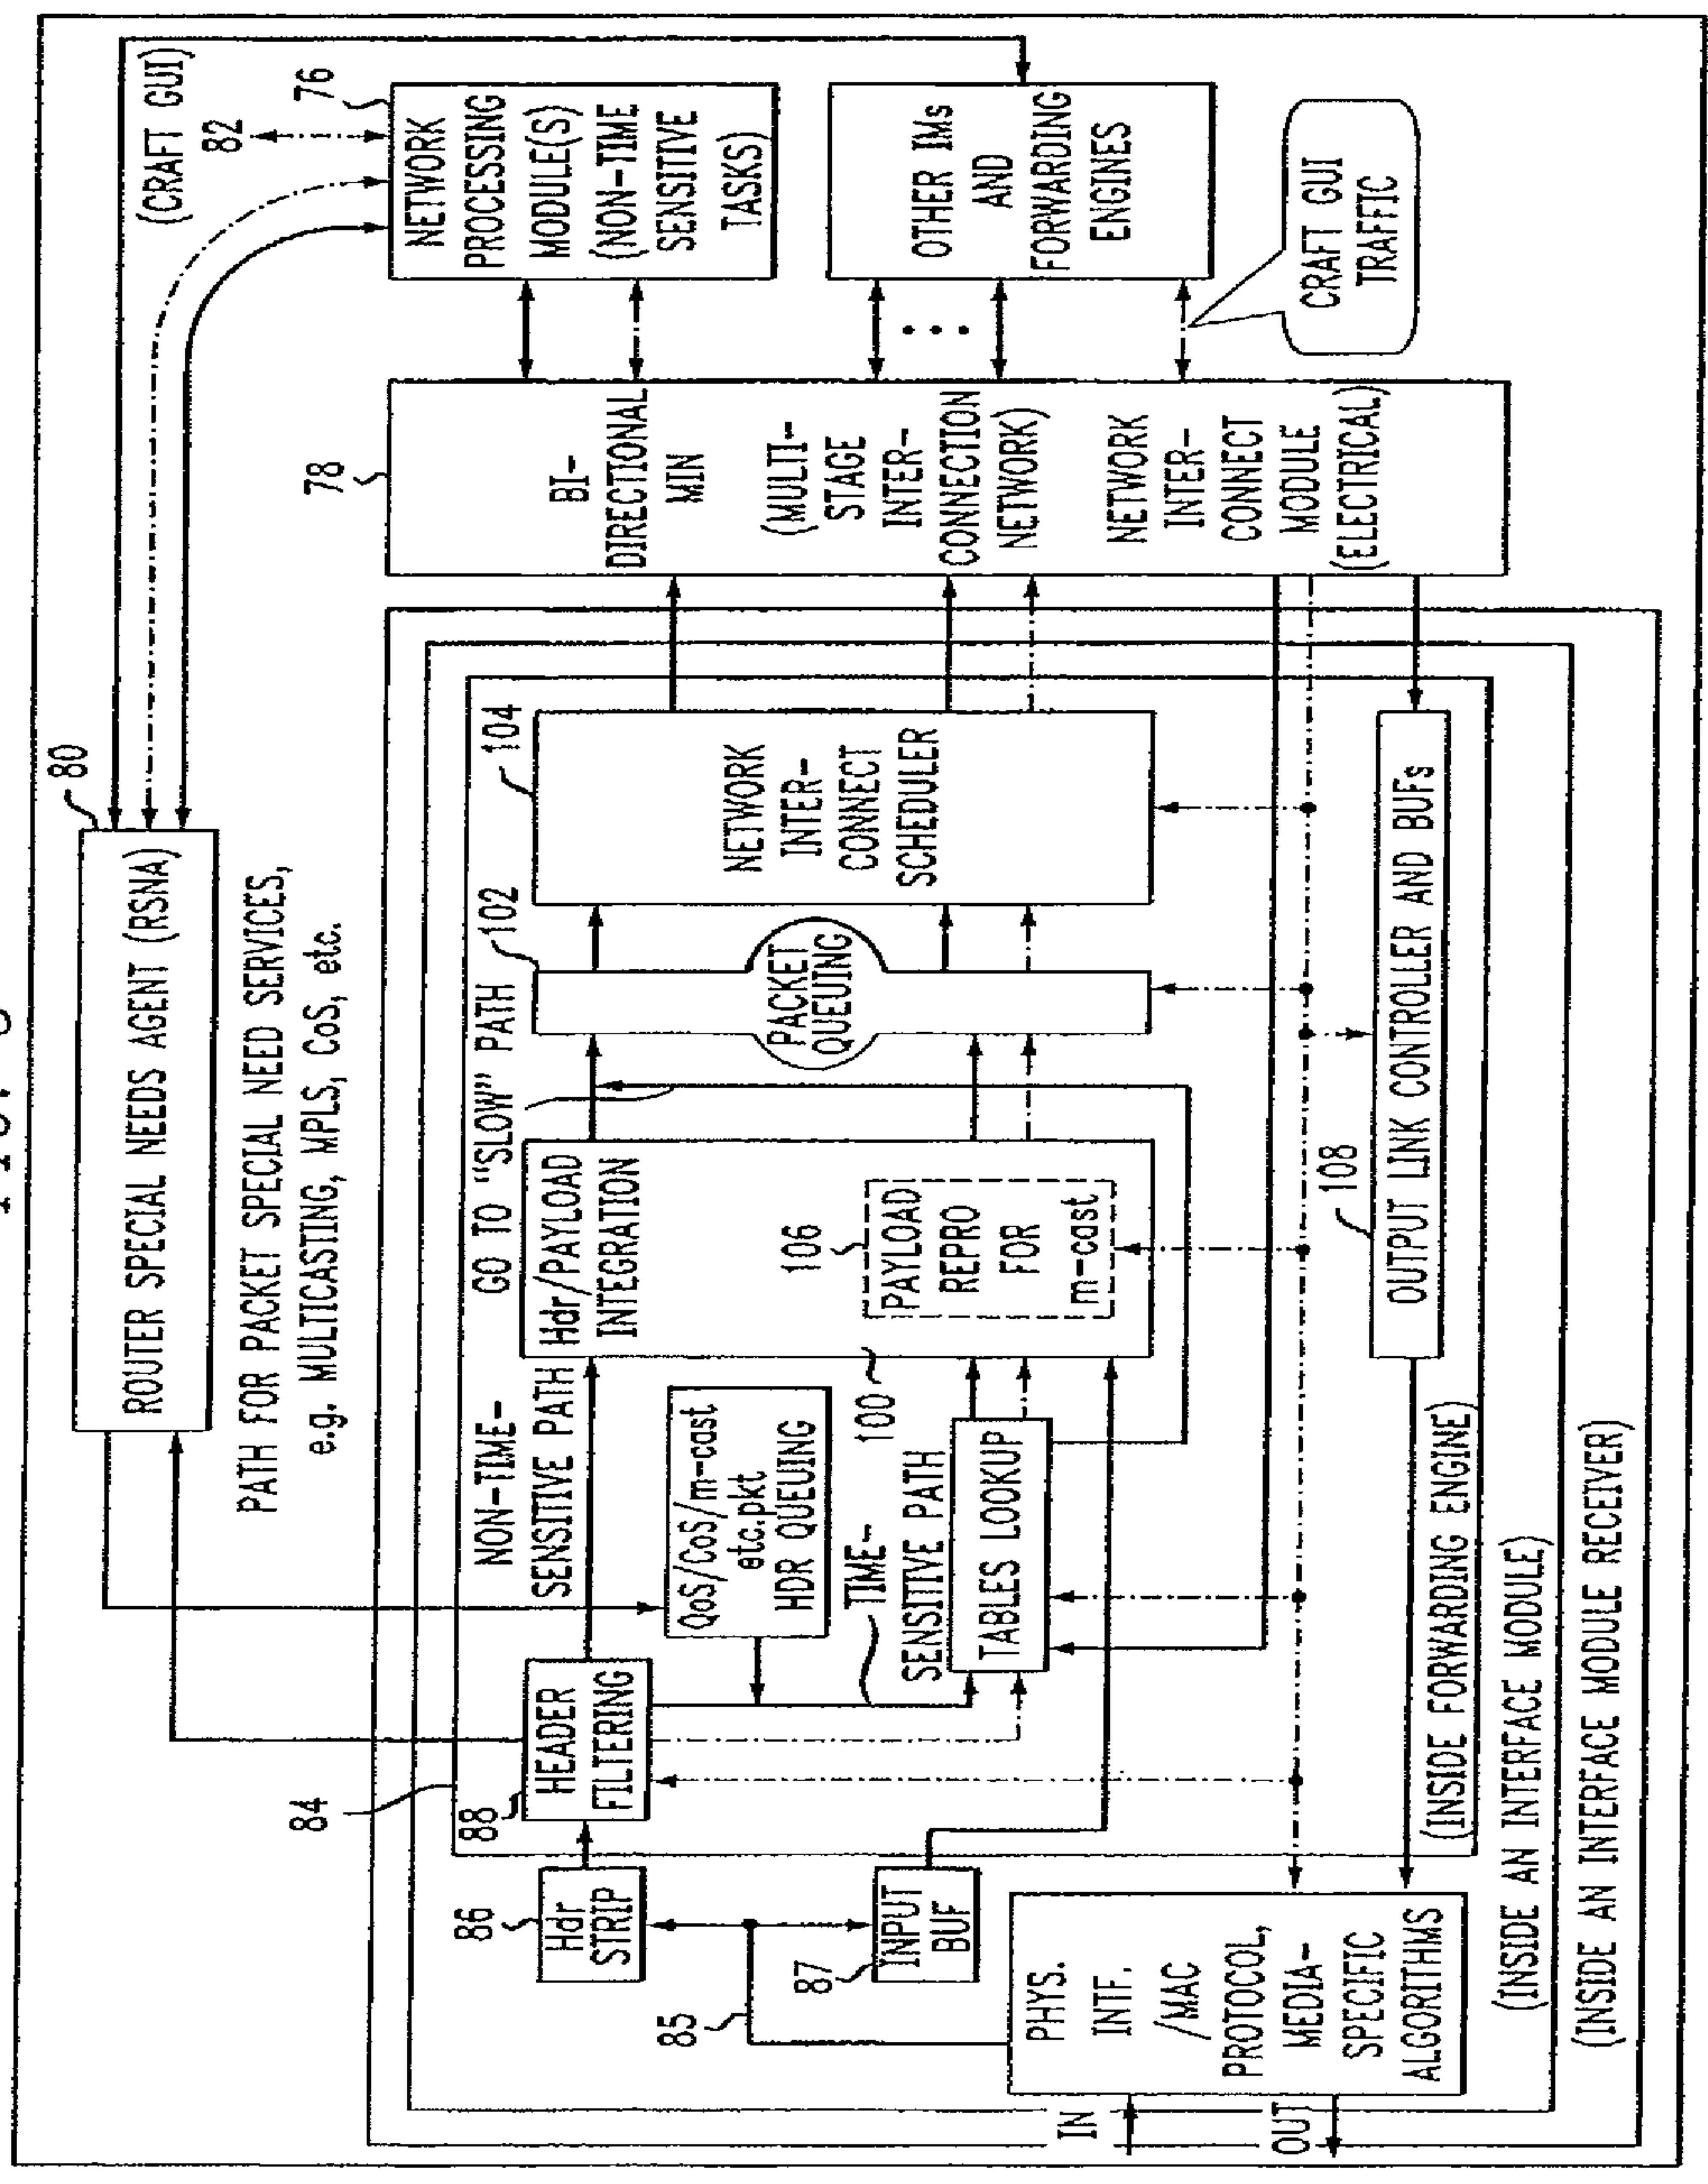 80
ROUTER SPECIAL NEEDS AGENT (RSNA)
PATH FOR PACKET SPECIAL NEED SERVICES,
e.g. MULTICASTING, MPLS, CoS, etc.
(CRAFT GUI)
82
76
NETWORK
PROCESSING
MODULE(S)
(NON-TIME
SENSITIVE
TASKS)
OTHER IMs
AND
FORWARDING
ENGINES
CRAFT GUI
TRAFFIC
78
BI-
DIRECTIONAL
MIN
(MULTI-
STAGE
INTER-
CONNECTION
NETWORK)
NETWORK
INTER-
CONNECT
MODULE
(ELECTRICAL)
84
88
HEADER
FILTERING
86
Hdr
STRIP
87
INPUT
BUF
85
PHYS.
INTF.
/MAC
PROTOCOL,
MEDIA-
SPECIFIC
ALGORITHMS
IN
OUT
NON-TIME-
SENSITIVE PATH
QoS/CoS/m-cast
etc.pkt
HDR QUEUING
TIME-
SENSITIVE PATH
TABLES LOOKUP
100
Hdr/PAYLOAD
INTEGRATION
106
PAYLOAD
REPRO
FOR
m-cast
GO TO "SLOW" PATH
102
PACKET
QUEUING
104
NETWORK
INTER-
CONNECT
SCHEDULER
108
OUTPUT LINK CONTROLLER AND BUFs
(INSIDE FORWARDING ENGINE)
(INSIDE AN INTERFACE MODULE)
(INSIDE AN INTERFACE MODULE RECEIVER)